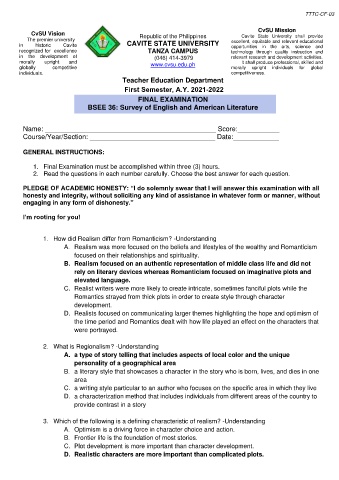 TTTC-CF-03
CvSU Vision
The premier university
in historic Cavite
recognized for excellence
in the development of
morally upright and
globally competitive
individuals.
Republic of the Philippines
CAVITE STATE UNIVERSITY
TANZA CAMPUS
(046) 414-3979
www.cvsu.edu.ph
CvSU Mission
Cavite State University shall provide
excellent, equitable and relevant educational
opportunities in the arts, science and
technology through quality instruction and
relevant research and development activities.
It shall produce professional, skilled and
morally upright individuals for global
competitiveness.
Teacher Education Department
First Semester, A.Y. 2021-2022
FINAL EXAMINATION
BSEE 36: Survey of English and American Literature
Name: Score:
Course/Year/Section: Date:
GENERAL INSTRUCTIONS:
1. Final Examination must be accomplished within three (3) hours.
2. Read the questions in each number carefully. Choose the best answer for each question.
PLEDGE OF ACADEMIC HONESTY: "I do solemnly swear that I will answer this examination with all
honesty and integrity, without soliciting any kind of assistance in whatever form or manner, without
engaging in any form of dishonesty."
I'm rooting for you!
1. How did Realism differ from Romanticism? -Understanding
A. Realism was more focused on the beliefs and lifestyles of the wealthy and Romanticism
focused on their relationships and spirituality.
B. Realism focused on an authentic representation of middle class life and did not
rely on literary devices whereas Romanticism focused on imaginative plots and
elevated language.
C. Realist writers were more likely to create intricate, sometimes fanciful plots while the
Romantics strayed from thick plots in order to create style through character
development.
D. Realists focused on communicating larger themes highlighting the hope and optimism of
the time period and Romantics dealt with how life played an effect on the characters that
were portrayed.
2. What is Regionalism? -Understanding
A. a type of story telling that includes aspects of local color and the unique
personality of a geographical area
B. a literary style that showcases a character in the story who is born, lives, and dies in one
area
C. a writing style particular to an author who focuses on the specific area in which they live
D. a characterization method that includes individuals from different areas of the country to
provide contrast in a story
3. Which of the following is a defining characteristic of realism? -Understanding
A. Optimism is a driving force in character choice and action.
B. Frontier life is the foundation of most stories.
C. Plot development is more important than character development.
D. Realistic characters are more important than complicated plots.